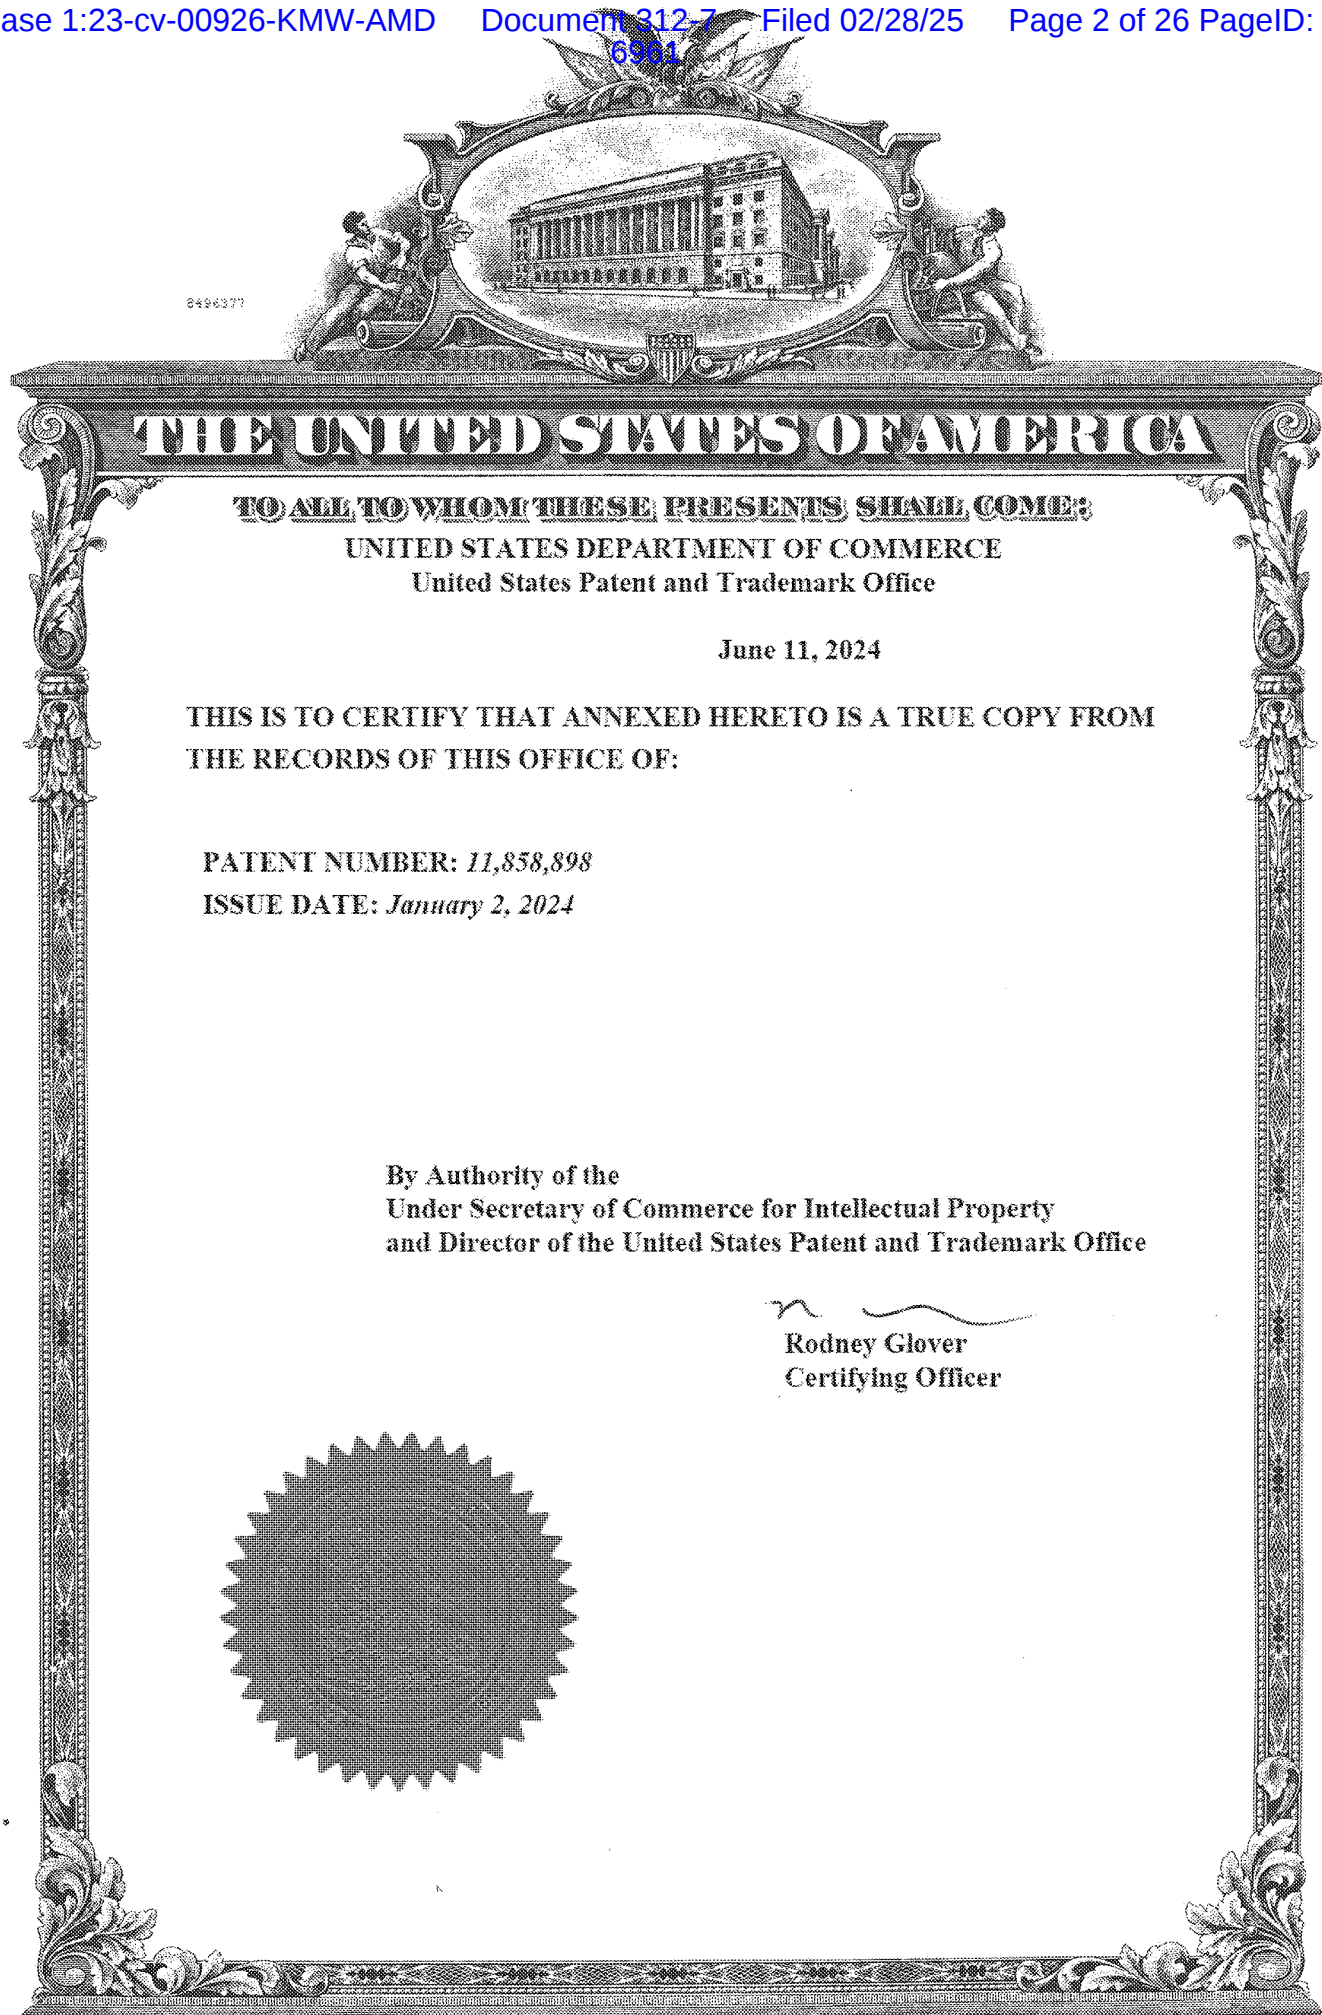 ase 1:23-cv-00926-KMW-AMD Document 312-7 Filed 02/28/25 Page 2 of 26 PageID:
6961
8496377
THE UNITED STATES OF AMERICA
TO ALL TO WHOM THESE PRESENTS SHALL COME:
UNITED STATES DEPARTMENT OF COMMERCE
United States Patent and Trademark Office
June 11, 2024
THIS IS TO CERTIFY THAT ANNEXED HERETO IS A TRUE COPY FROM
THE RECORDS OF THIS OFFICE OF:
PATENT NUMBER: 11,858,898
ISSUE DATE: January 2, 2024
By Authority of the
Under Secretary of Commerce for Intellectual Property
and Director of the United States Patent and Trademark Office
Rodney Glover
Certifying Officer